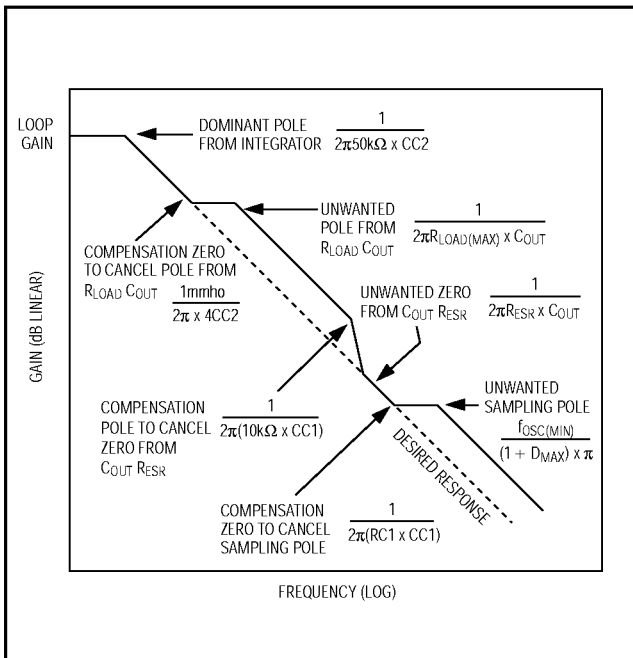 LOOP
GAIN
DOMINANT POLE
FROM INTEGRATOR
1
2π50kΩ x CC2
UNWANTED
POLE FROM
RLOAD COUT
1
2πRLOAD(MAX) x COUT
COMPENSATION ZERO
TO CANCEL POLE FROM
RLOAD COUT
1mmho
2π x 4CC2
UNWANTED ZERO
FROM COUT RESR
1
2πRESR x COUT
GAIN (dB LINEAR)
COMPENSATION
POLE TO CANCEL
ZERO FROM
COUT RESR
1
2π(10kΩ x CC1)
UNWANTED
SAMPLING POLE
fOSC(MIN)
(1 + DMAX) x π
DESIRED RESPONSE
COMPENSATION
ZERO TO CANCEL
SAMPLING POLE
1
2π(RC1 x CC1)
FREQUENCY (LOG)